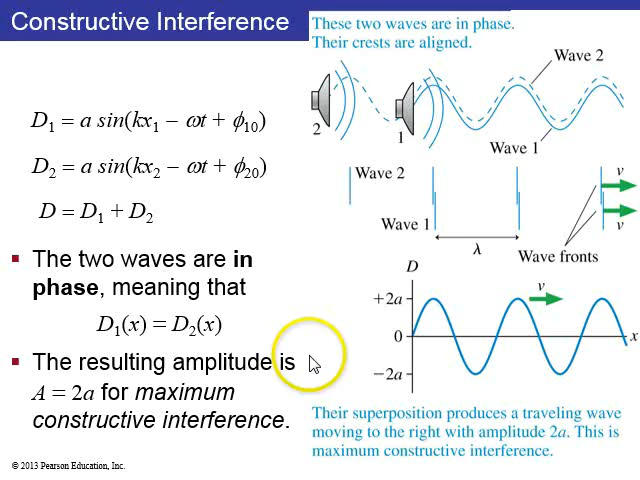 Constructive Interference
D₁ = a sin(kx₁ − ωt + ϕ₁₀)
D₂ = a sin(kx₂ − ωt + ϕ₂₀)
D = D₁ + D₂
▪ The two waves are in
phase, meaning that
D₁(x) = D₂(x)
▪ The resulting amplitude is
A = 2a for maximum
constructive interference.
© 2013 Pearson Education, Inc.
These two waves are in phase.
Their crests are aligned.
Wave 2
2
1
Wave 1
Wave 2
v
Wave 1
v
λ
Wave fronts
D
v
+2a
0
x
−2a
Their superposition produces a traveling wave
moving to the right with amplitude 2a. This is
maximum constructive interference.